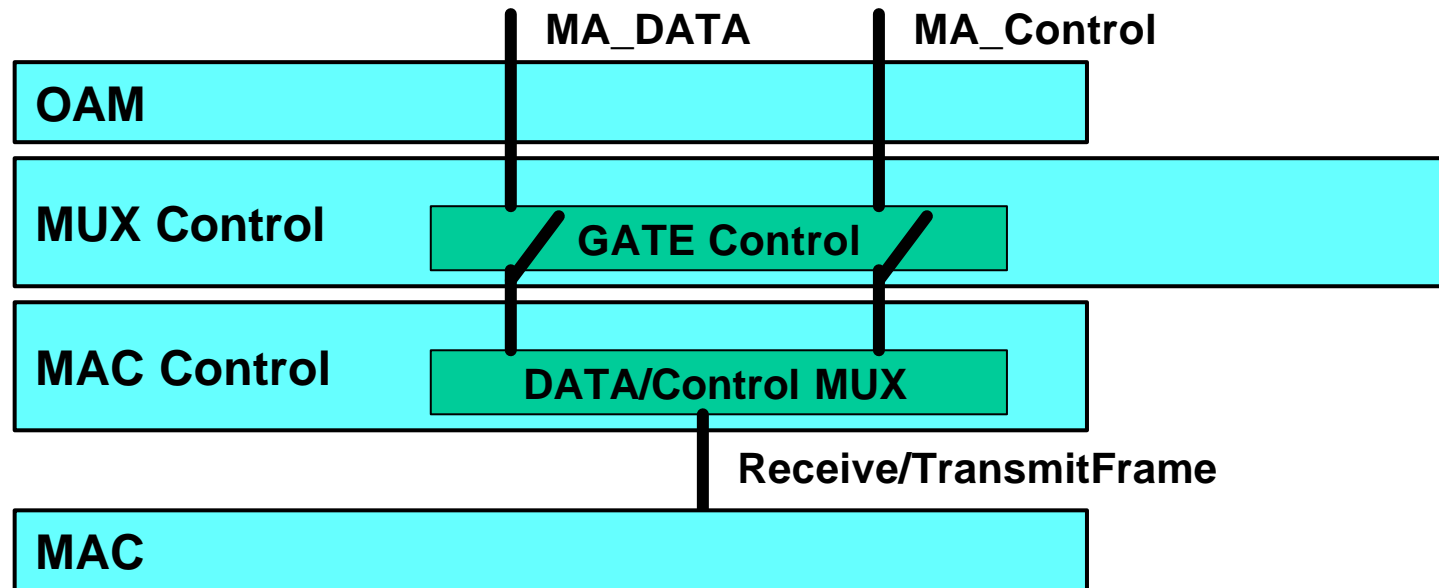 MA_DATA
MA_Control
OAM
MUX Control
GATE Control
MAC Control
DATA/Control MUX
Receive/TransmitFrame
MAC